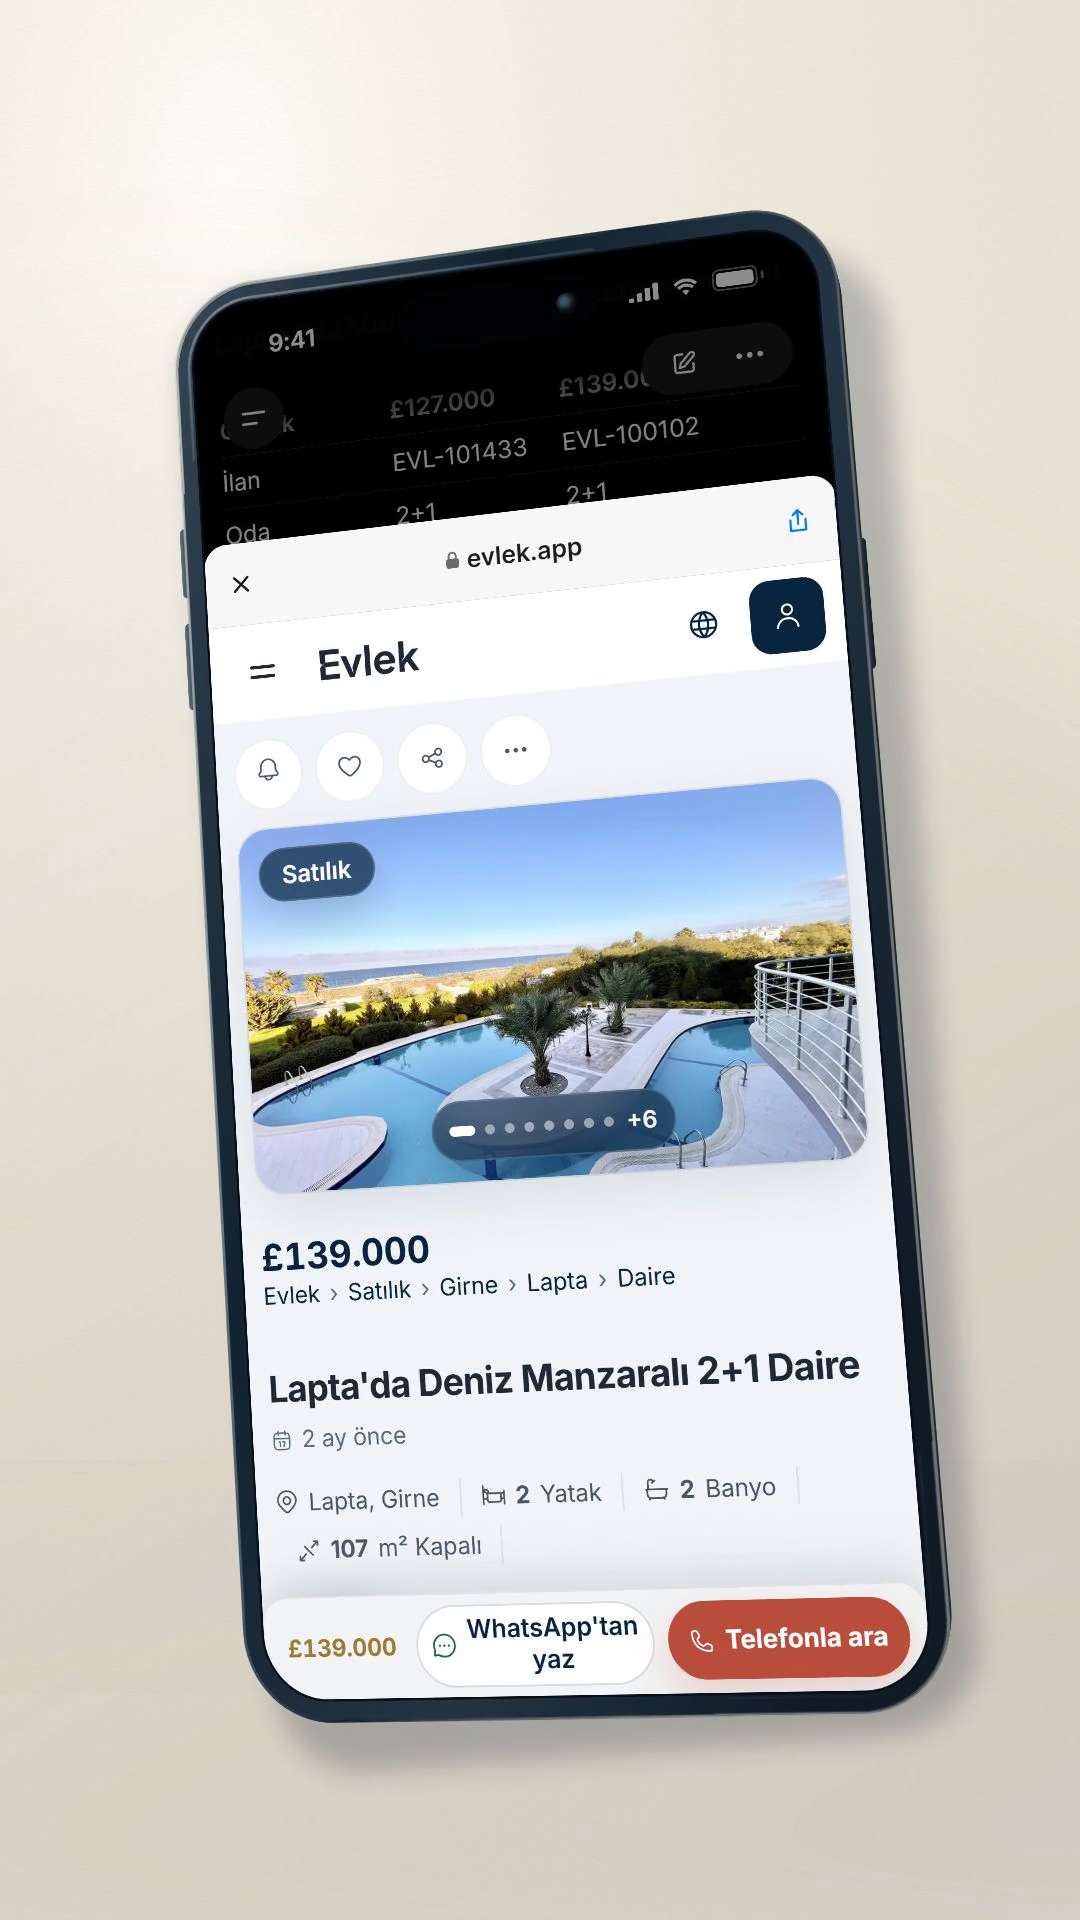 9:41
£127.000
£139.00
İlan
EVL-101433
EVL-100102
Oda
2+1
2+1
evlek.app
Evlek
Satılık
+6
£139.000
Evlek › Satılık › Girne › Lapta › Daire
Lapta'da Deniz Manzaralı 2+1 Daire
2 ay önce
Lapta, Girne
2 Yatak
2 Banyo
107 m² Kapalı
£139.000
WhatsApp'tan
yaz
Telefonla ara